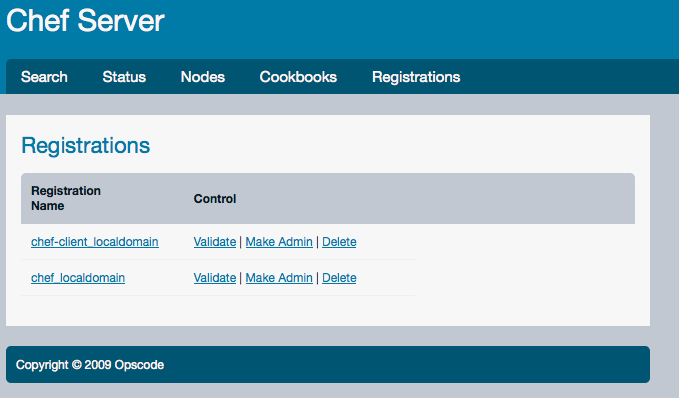 Chef Server
Search Status Nodes Cookbooks Registrations
Registrations
Registration
Name
Control
chef-client_localdomain Validate | Make Admin | Delete
chef_localdomain Validate | Make Admin | Delete
Copyright © 2009 Opscode